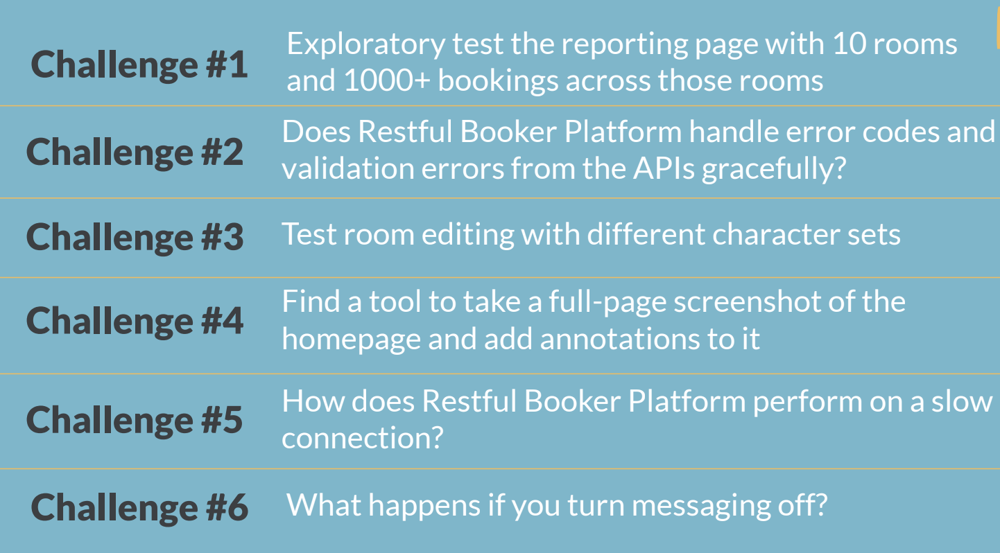 Challenge #1
Exploratory test the reporting page with 10 rooms
and 1000+ bookings across those rooms
Challenge #2
Does Restful Booker Platform handle error codes and
validation errors from the APIs gracefully?
Challenge #3
Test room editing with different character sets
Challenge #4
Find a tool to take a full-page screenshot of the
homepage and add annotations to it
Challenge #5
How does Restful Booker Platform perform on a slow
connection?
Challenge #6
What happens if you turn messaging off?